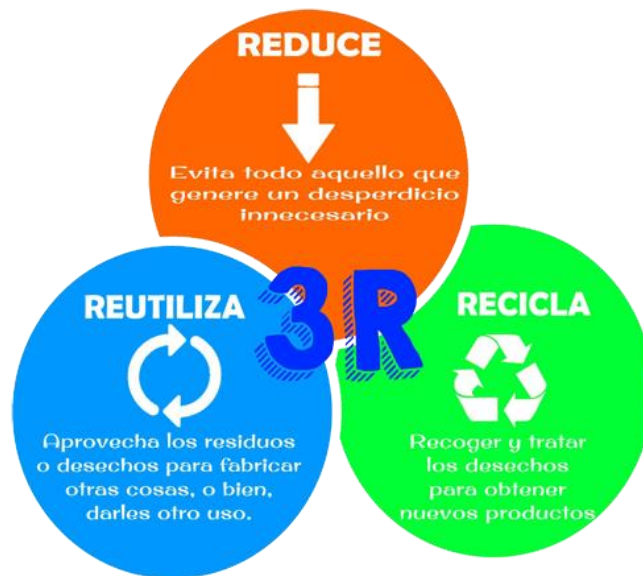 REDUCE
Evita todo aquello que
genere un desperdicio
innecesario
3R
REUTILIZA
Aprovecha los residuos
o desechos para fabricar
otras cosas, o bien,
darles otro uso.
RECICLA
Recoger y tratar
los desechos
para obtener
nuevos productos